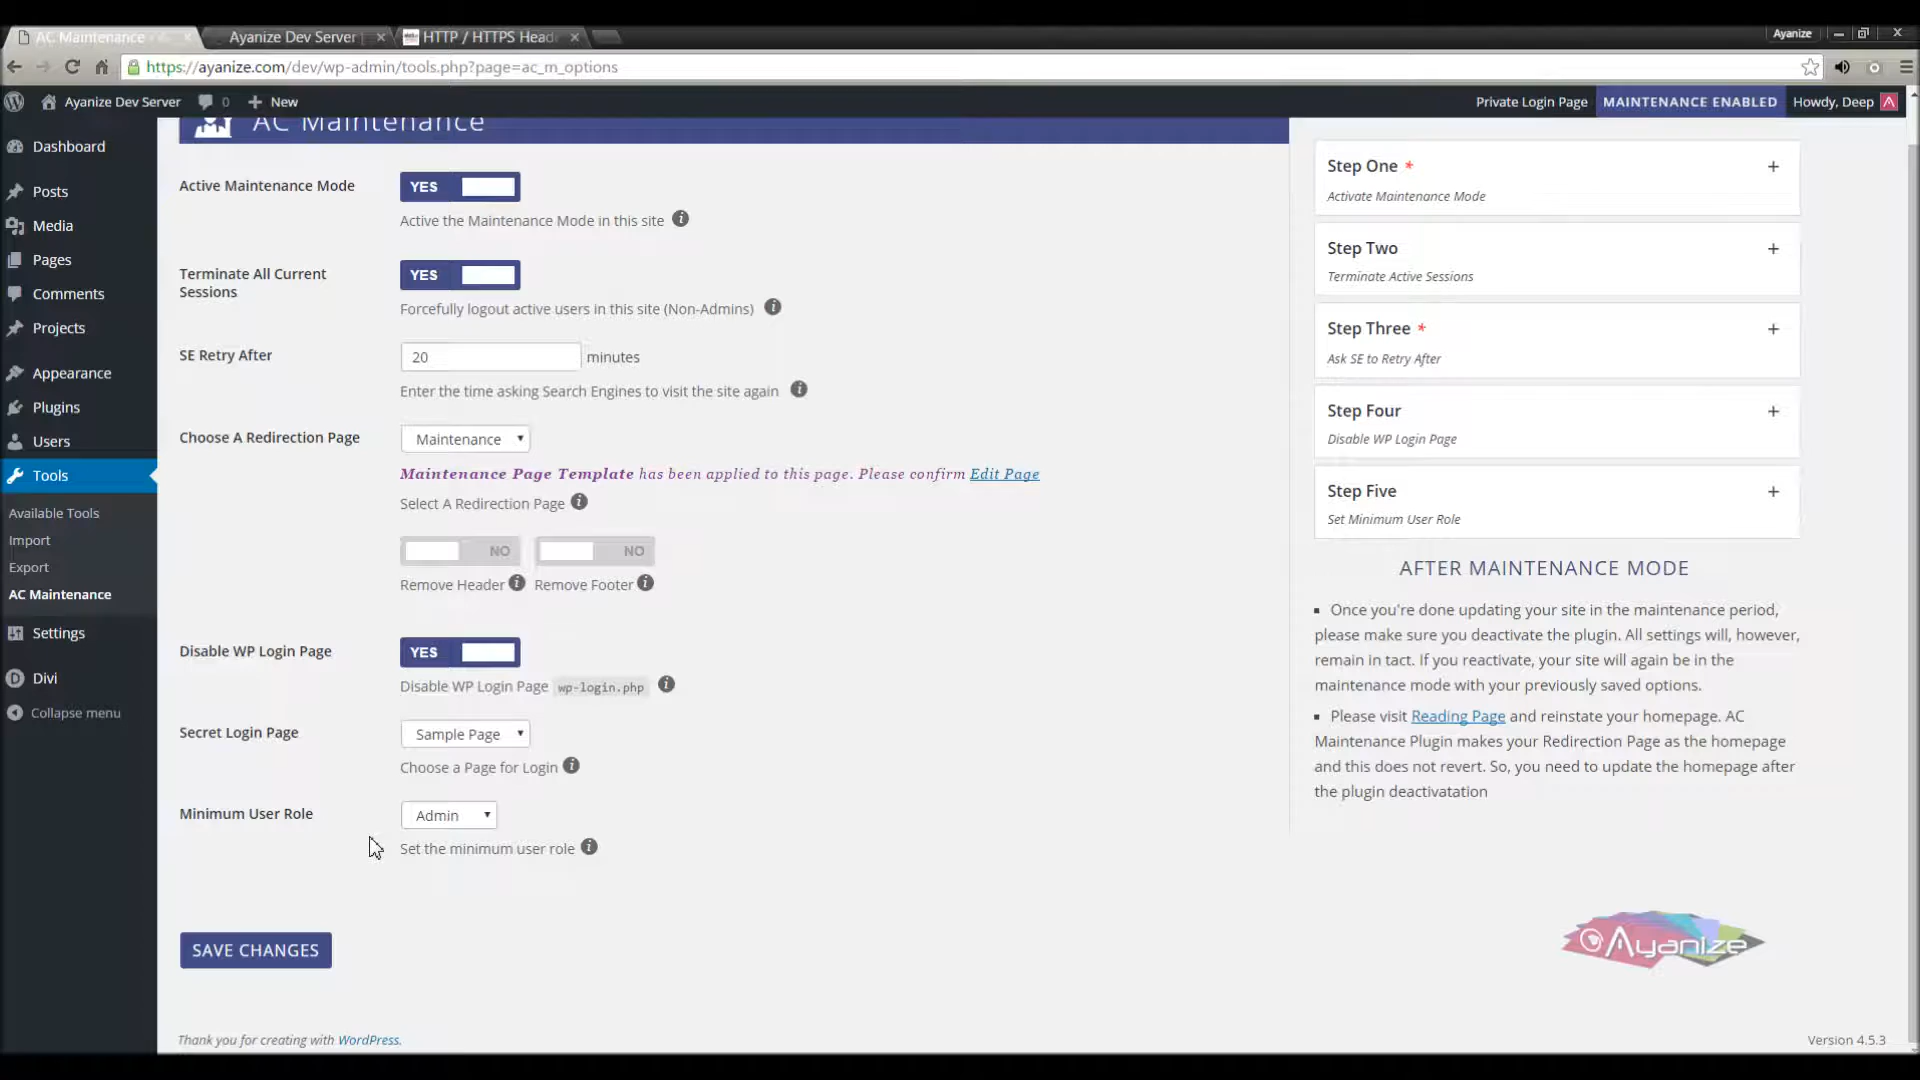 AC Maintenance
Ayanize Dev Server
HTTP / HTTPS Head
Ayanize
https://ayanize.com/dev/wp-admin/tools.php?page=ac_m_options
Ayanize Dev Server
0
New
Private Login Page
MAINTENANCE ENABLED
Howdy, Deep
Dashboard
Posts
Media
Pages
Comments
Projects
Appearance
Plugins
Users
Tools
Available Tools
Import
Export
AC Maintenance
Settings
Divi
Collapse menu
AC Maintenance
Active Maintenance Mode
YES
Active the Maintenance Mode in this site
Terminate All Current
Sessions
YES
Forcefully logout active users in this site (Non-Admins)
SE Retry After
20 minutes
Enter the time asking Search Engines to visit the site again
Choose A Redirection Page
Maintenance
Maintenance Page Template has been applied to this page. Please confirm Edit Page
Select A Redirection Page
NO
NO
Remove Header
Remove Footer
Disable WP Login Page
YES
Disable WP Login Page wp-login.php
Secret Login Page
Sample Page
Choose a Page for Login
Minimum User Role
Admin
Set the minimum user role
SAVE CHANGES
Step One *
Activate Maintenance Mode
Step Two
Terminate Active Sessions
Step Three *
Ask SE to Retry After
Step Four
Disable WP Login Page
Step Five
Set Minimum User Role
AFTER MAINTENANCE MODE
Once you're done updating your site in the maintenance period,
please make sure you deactivate the plugin. All settings will, however,
remain in tact. If you reactivate, your site will again be in the
maintenance mode with your previously saved options.
Please visit Reading Page and reinstate your homepage. AC
Maintenance Plugin makes your Redirection Page as the homepage
and this does not revert. So, you need to update the homepage after
the plugin deactivatation
Ayanize
Thank you for creating with WordPress.
Version 4.5.3